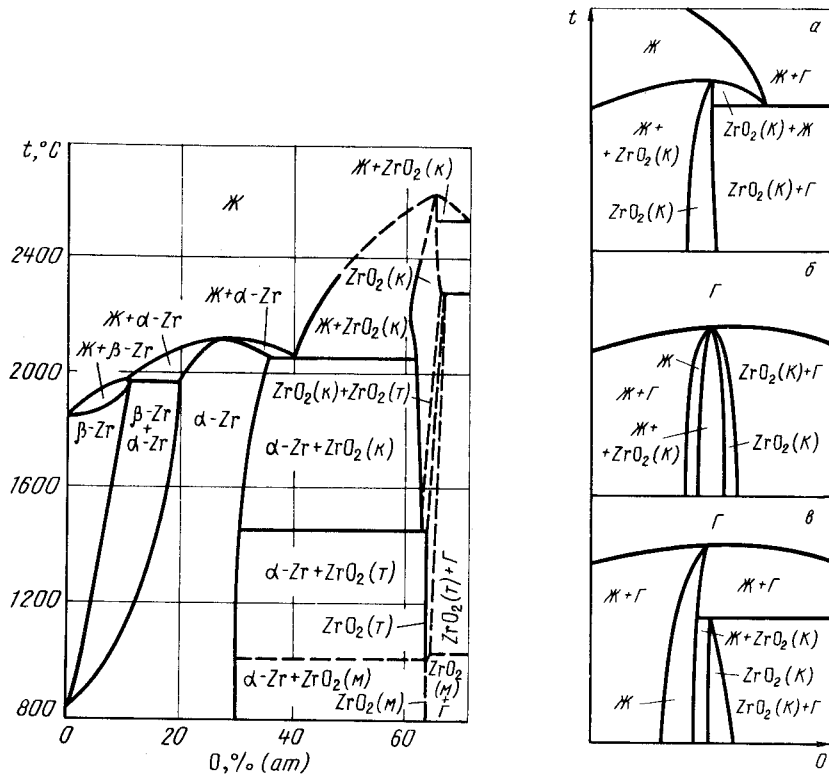 t,°C
2400
2000
1600
1200
800
0
20
40
60
O,% (ат)
Ж
Ж+ZrO₂(к)
ZrO₂(к)
Ж+α-Zr
Ж+ZrO₂(к)
Ж+α-Zr
Ж+β-Zr
β-Zr
β-Zr
+
α-Zr
α-Zr
ZrO₂(к)+ZrO₂(т)
α-Zr+ZrO₂(к)
α-Zr+ZrO₂(т)
ZrO₂(т)
ZrO₂(т)+Г
α-Zr+ZrO₂(м)
ZrO₂(м)
ZrO₂
(м)
+
Г
t
а
Ж
Ж+Г
ZrO₂(к)+Ж
Ж+
+ZrO₂(к)
ZrO₂(к)
ZrO₂(к)+Г
б
Г
Ж
ZrO₂(к)+Г
Ж+Г
Ж+
+ZrO₂(к)
ZrO₂(к)
в
Г
Ж+Г
Ж+Г
Ж+ZrO₂(к)
ZrO₂(к)
Ж
ZrO₂(к)+Г
O